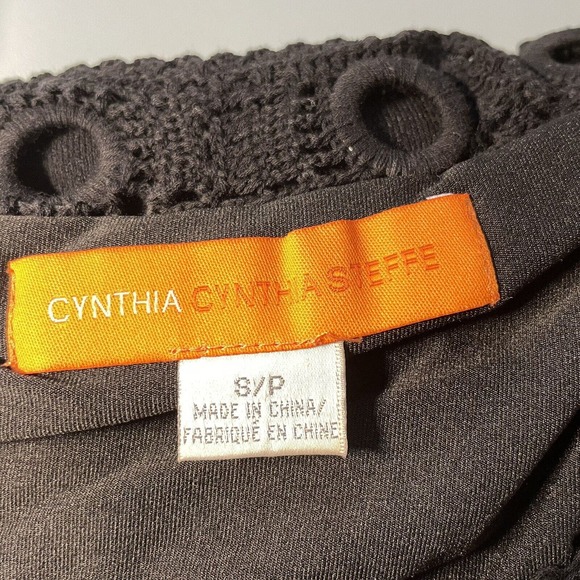 CYNTHIA CYNTHIA STEFFE
S/P
MADE IN CHINA/
FABRIQUÉ EN CHINE